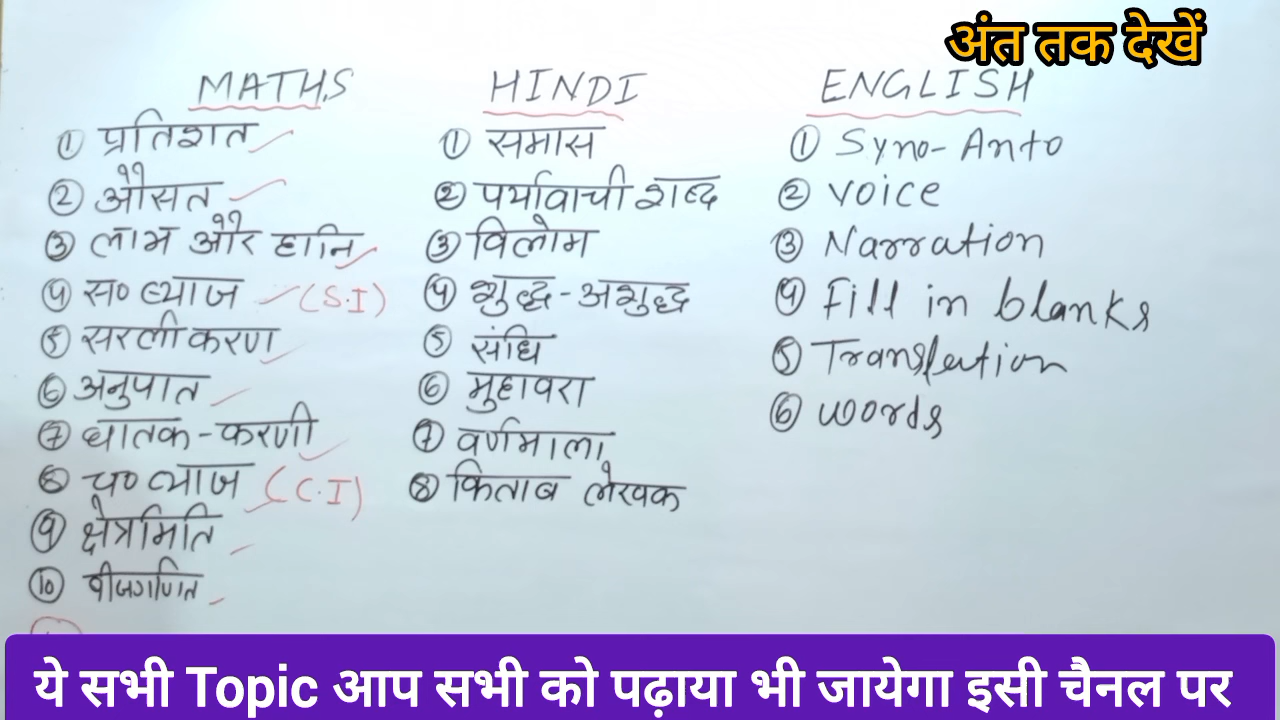 अंत तक देखें
MATHS
① प्रतिशत
② औसत
③ लाभ और हानि
④ स० ब्याज (S.I)
⑤ सरलीकरण
⑥ अनुपात
⑦ घातक - करणी
⑧ च० ब्याज (C.I)
⑨ क्षेत्रमिति
⑩ बीजगणित
HINDI
① समास
② पर्यावाची शब्द
③ विलोम
④ शुद्ध - अशुद्ध
⑤ संधि
⑥ मुहावरा
⑦ वर्णमाला
⑧ किताब लेखक
ENGLISH
① Syno - Anto
② voice
③ Narration
④ Fill in blanks
⑤ Translation
⑥ words
ये सभी Topic आप सभी को पढ़ाया भी जायेगा इसी चैनल पर